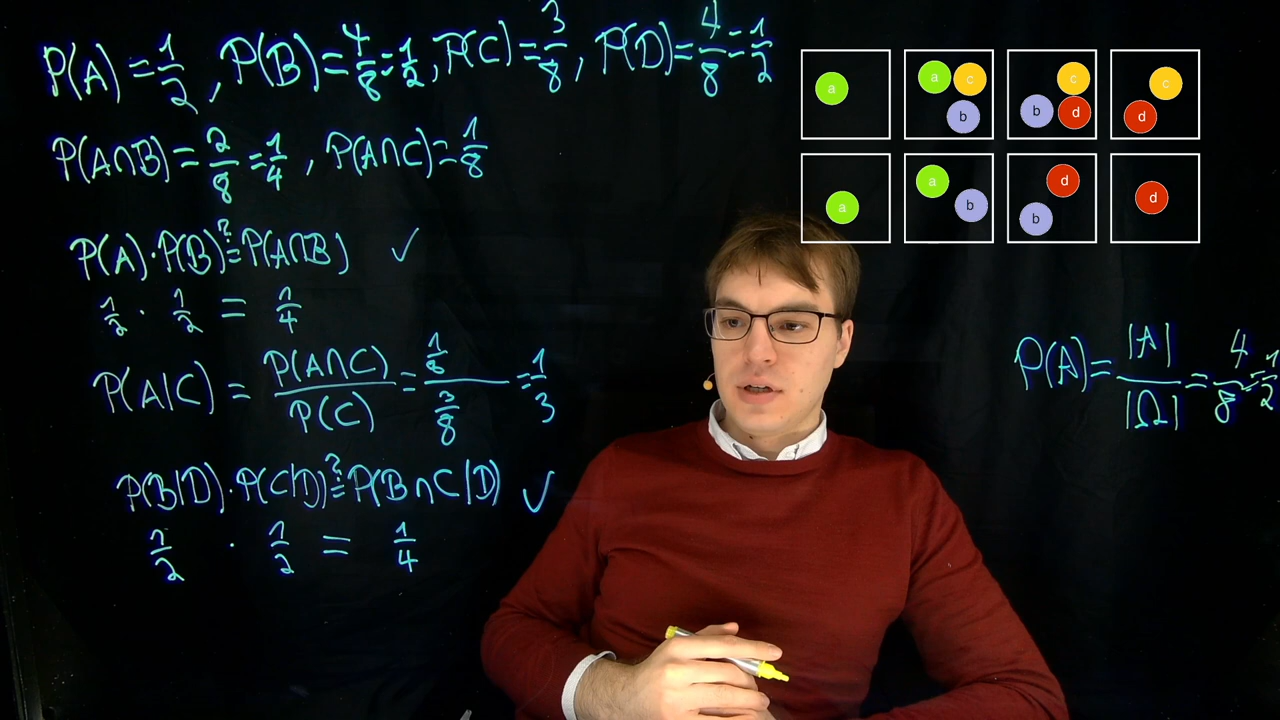 P(A) = 1/2, P(B) = 4/8 = 1/2, P(C) = 3/8, P(D) = 4/8 = 1/2
P(A∩B) = 2/8 = 1/4, P(A∩C) = 1/8
P(A)·P(B) ≟ P(A∩B) ✓
1/2 · 1/2 = 1/4
P(A|C) = P(A∩C)/P(C) = (1/8)/(3/8) = 1/3
P(B|D)·P(C|D) ≟ P(B∩C|D) ✓
1/2 · 1/2 = 1/4
a a c b c b d c d
a a b d b d
P(A) = |A|/|Ω| = 4/8 = 1/2